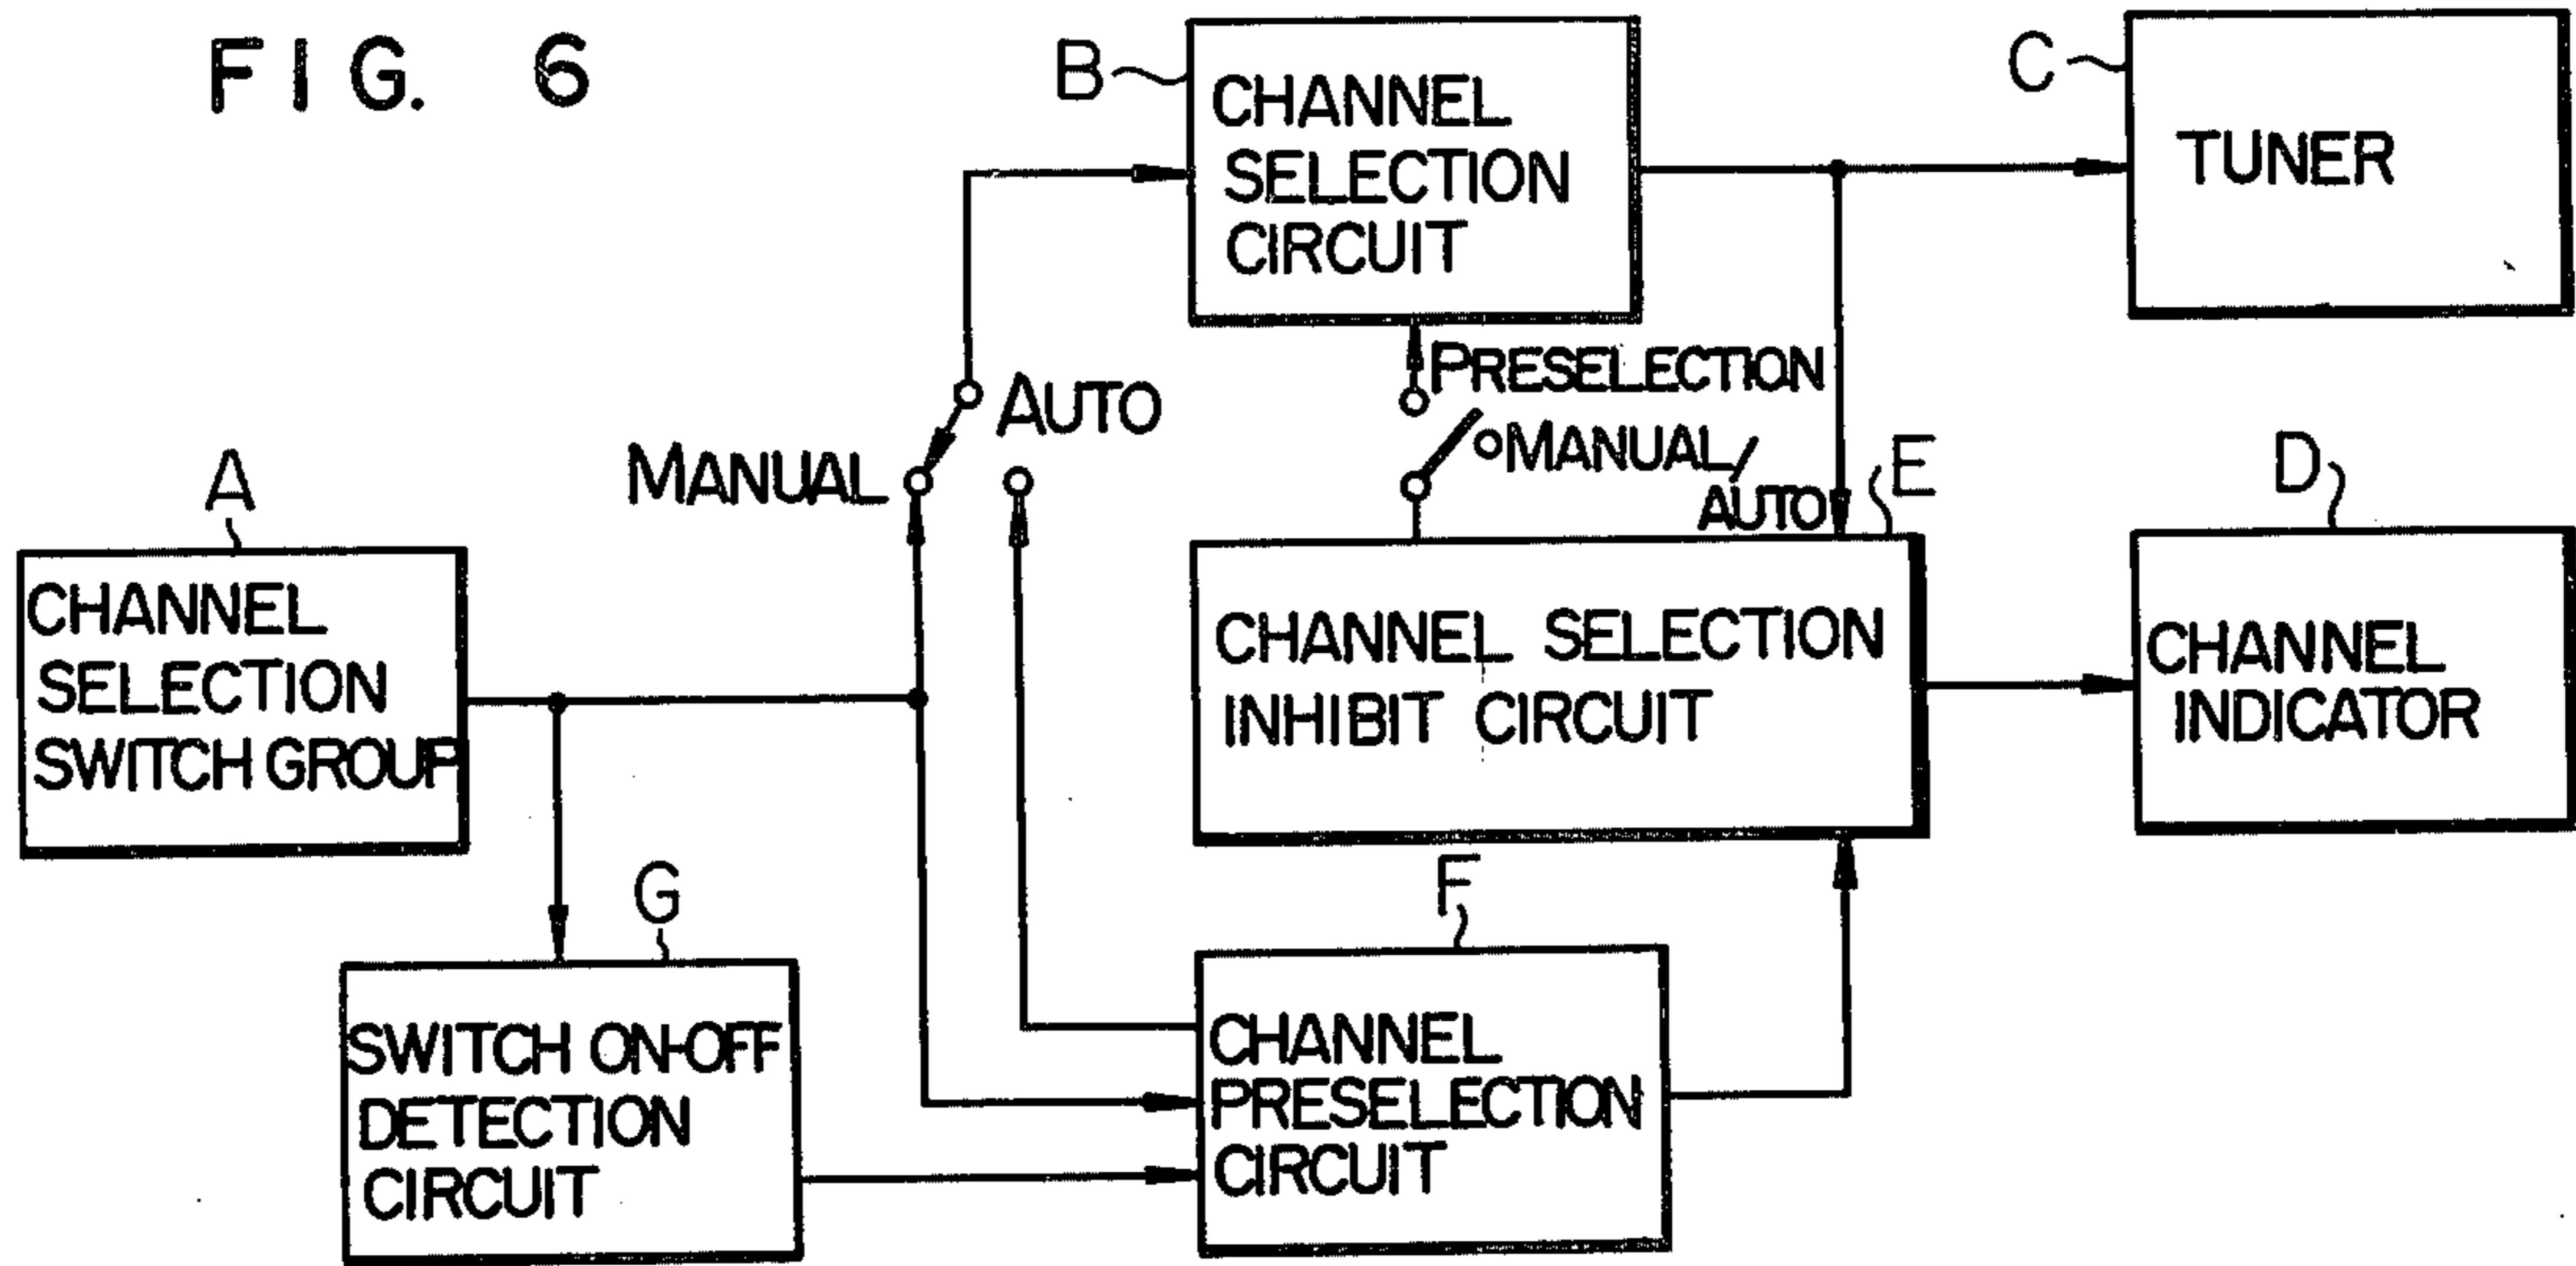 FIG. 6
B
CHANNEL
SELECTION
CIRCUIT
C
TUNER
PRESELECTION
MANUAL/
AUTO
MANUAL
AUTO
A
CHANNEL
SELECTION
SWITCH GROUP
E
CHANNEL SELECTION
INHIBIT CIRCUIT
D
CHANNEL
INDICATOR
G
SWITCH ON-OFF
DETECTION
CIRCUIT
F
CHANNEL
PRESELECTION
CIRCUIT